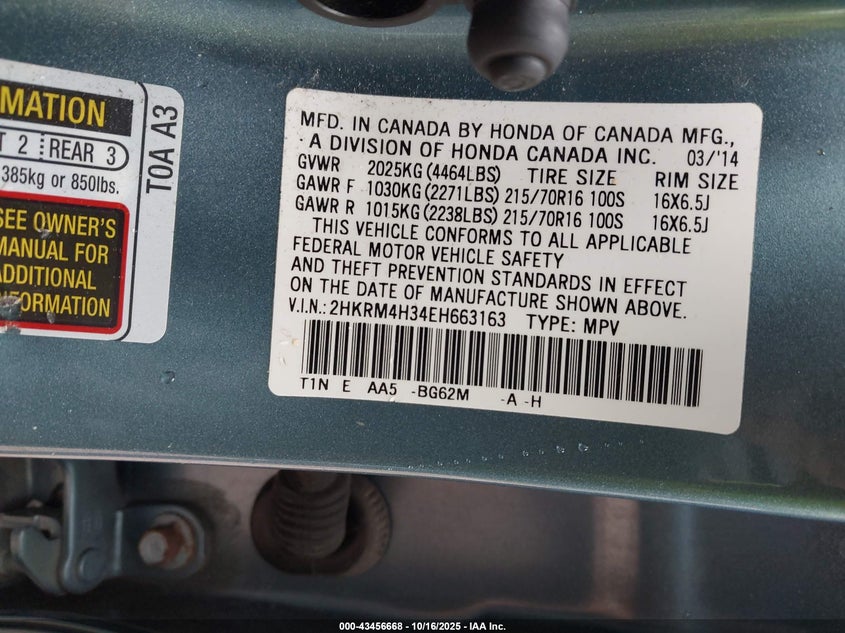 MATION
T 2 REAR 3
385kg or 850lbs.
SEE OWNER'S
MANUAL FOR
ADDITIONAL
INFORMATION
T0A A3
MFD. IN CANADA BY HONDA OF CANADA MFG.,
A DIVISION OF HONDA CANADA INC. 03/'14
GVWR 2025KG (4464LBS) TIRE SIZE RIM SIZE
GAWR F 1030KG (2271LBS) 215/70R16 100S 16X6.5J
GAWR R 1015KG (2238LBS) 215/70R16 100S 16X6.5J
THIS VEHICLE CONFORMS TO ALL APPLICABLE
FEDERAL MOTOR VEHICLE SAFETY
AND THEFT PREVENTION STANDARDS IN EFFECT
ON THE DATE OF MANUFACTURE SHOWN ABOVE.
V.I.N.: 2HKRM4H34EH663163 TYPE: MPV
T1N E AA5 -BG62M -A -H
000-43456668 - 10/16/2025 - IAA Inc.